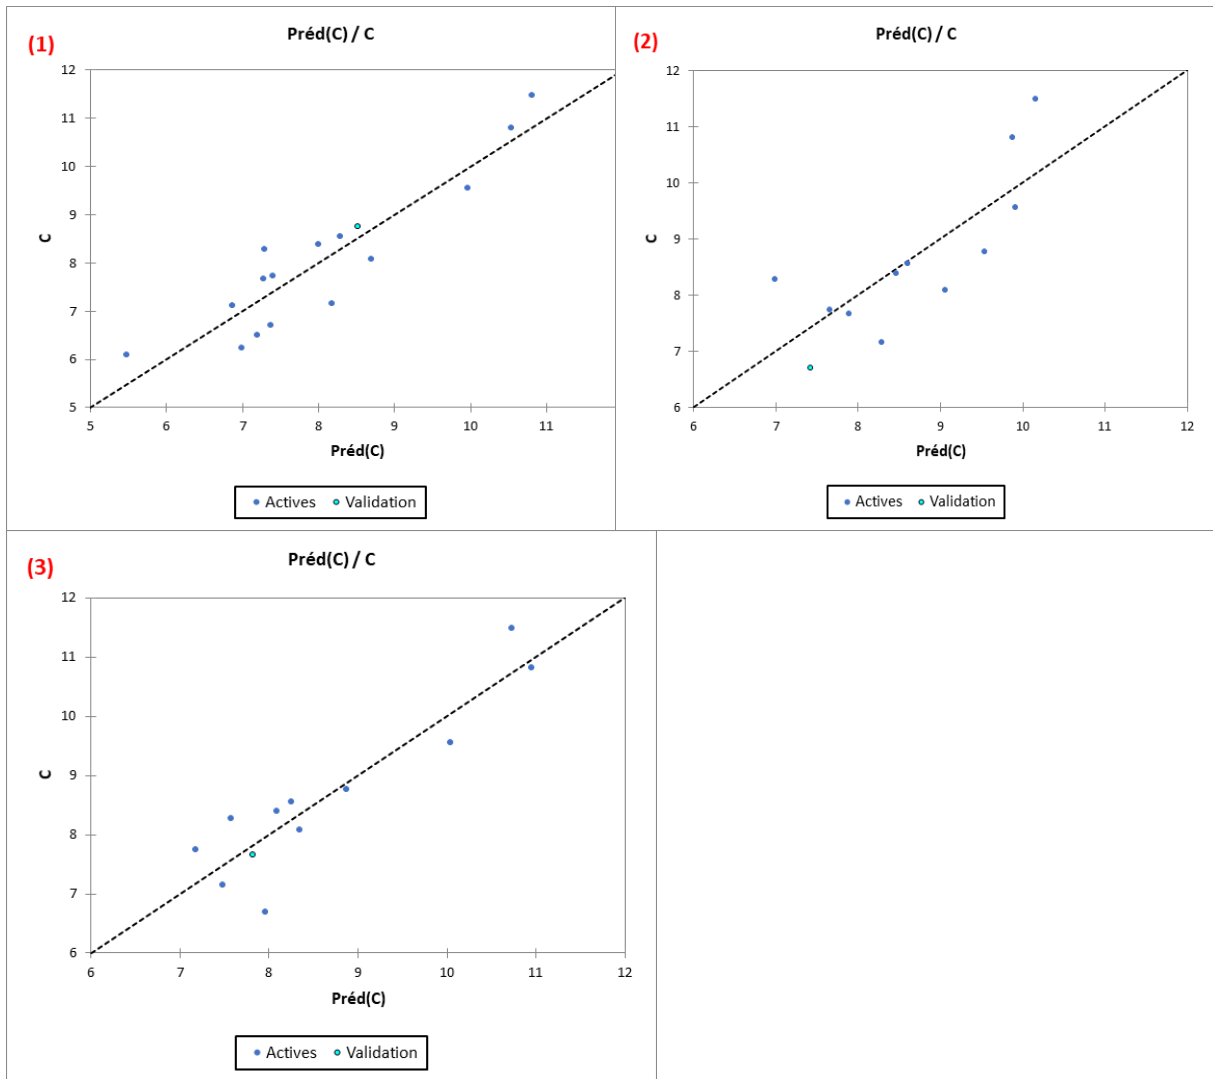 (1)
Préd(C) / C
12
11
10
9
8
7
6
5
C
5 6 7 8 9 10 11
Préd(C)
Actives Validation
(2)
Préd(C) / C
12
11
10
9
8
7
6
C
6 7 8 9 10 11 12
Préd(C)
Actives Validation
(3)
Préd(C) / C
12
11
10
9
8
7
6
C
6 7 8 9 10 11 12
Préd(C)
Actives Validation